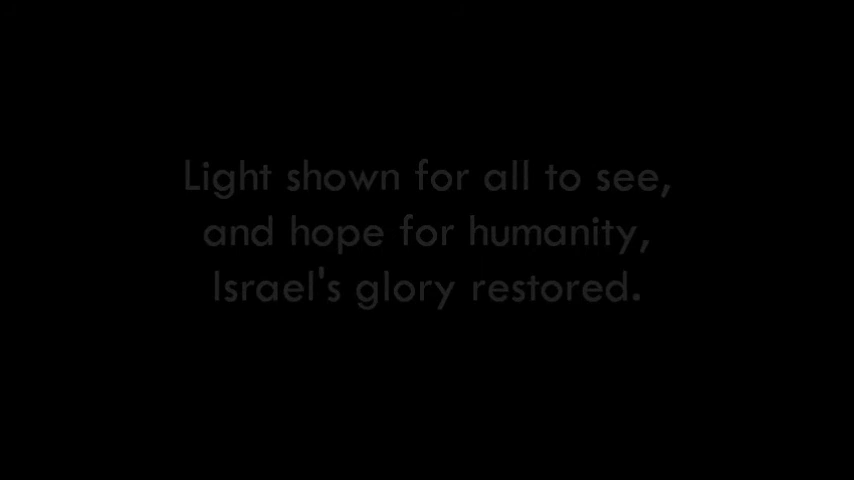 Light shown for all to see,
and hope for humanity,
Israel's glory restored.